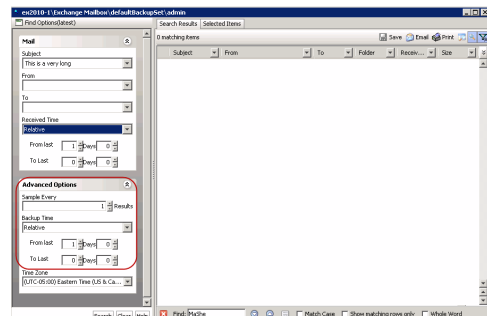 ex2010-1\Exchange Mailbox\defaultBackupSet\admin
Find Options(latest)
Mail
Subject
This is a very long
From
To
Received Time
Relative
From last 1 Days 0
To Last 0 Days 0
Advanced Options
Sample Every
1 Results
Backup Time
Relative
From last 1 Days 0
To Last 0 Days 0
Time Zone
(UTC-05:00) Eastern Time (US & Ca...
Search Clear Help
Search Results Selected Items
0 matching items
Save Email Print
Subject From To Folder Receiv... Size
Find: MaShe Match Case Show matching rows only Whole Word